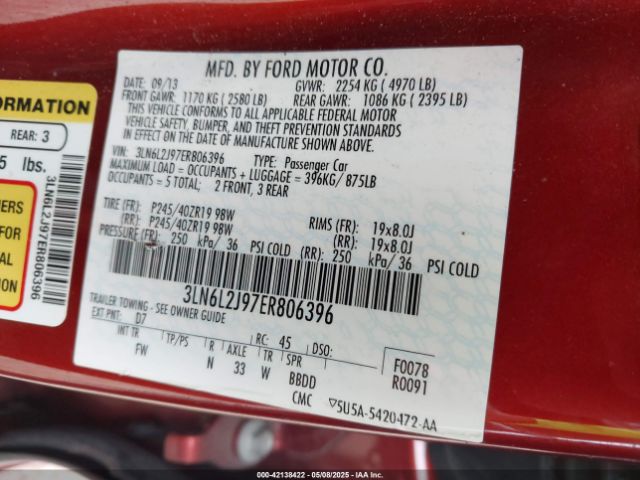 MFD. BY FORD MOTOR CO.
DATE: 09/13 GVWR: 2254 KG ( 4970 LB)
FRONT GAWR: 1170 KG ( 2580 LB) REAR GAWR: 1086 KG ( 2395 LB)
THIS VEHICLE CONFORMS TO ALL APPLICABLE FEDERAL MOTOR
VEHICLE SAFETY, BUMPER, AND THEFT PREVENTION STANDARDS
IN EFFECT ON THE DATE OF MANUFACTURE SHOWN ABOVE.
VIN: 3LN6L2J97ER806396 TYPE: Passenger Car
MAXIMUM LOAD = OCCUPANTS + LUGGAGE = 396KG/ 875LB
OCCUPANTS = 5 TOTAL; 2 FRONT, 3 REAR
TIRE (FR): P245/40ZR19 98W RIMS (FR): 19x8.0J
(RR): P245/40ZR19 98W (RR): 19x8.0J
PRESSURE (FR): 250 kPa/ 36 PSI COLD (RR): 250 kPa/ 36 PSI COLD
3LN6L2J97ER806396
TRAILER TOWING - SEE OWNER GUIDE
EXT PNT: D7 RC: 45 DSO:
INT TR TP/PS R AXLE TR SPR F0078
FW N 33 W BBDD R0091
CMC 5U5A-5420472-AA
FORMATION
REAR: 3
5 lbs.
3LN6L2J97ER806396
ERS
FOR
AL
ON
00-42138422 - 05/08/2025 - IAA Inc.